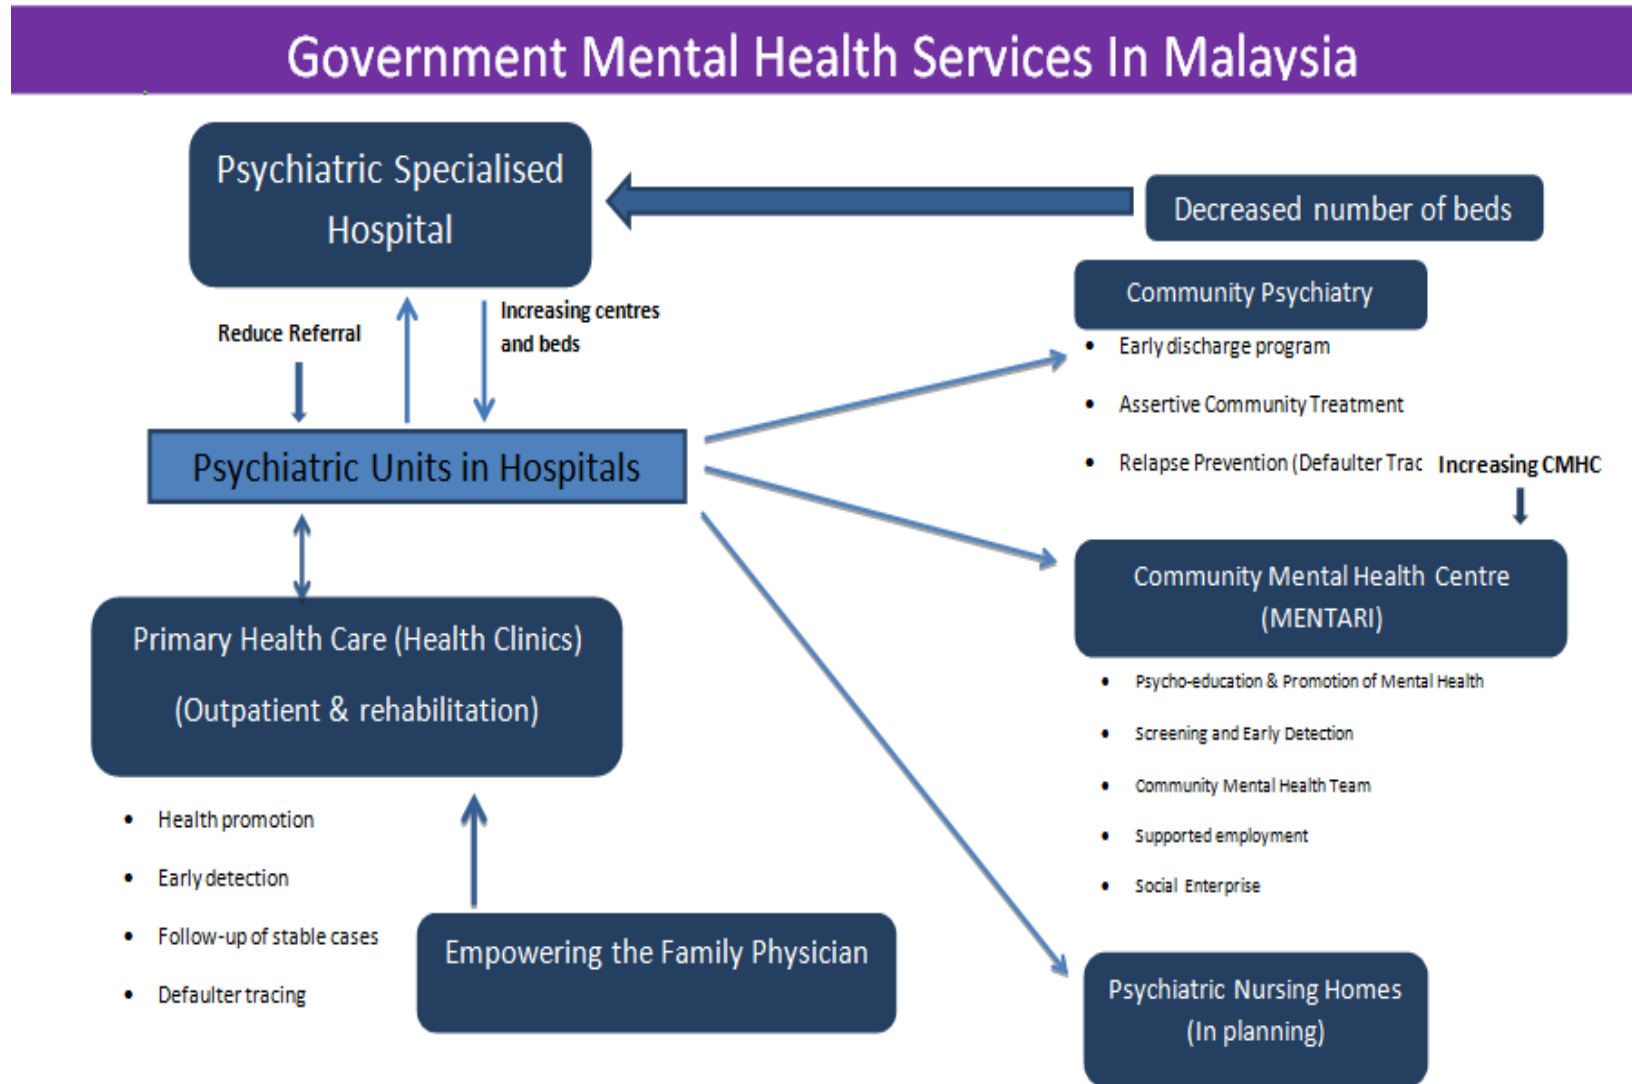 Government Mental Health Services In Malaysia
Psychiatric Specialised
Hospital
Decreased number of beds
Reduce Referral
Increasing centres
and beds
Psychiatric Units in Hospitals
Primary Health Care (Health Clinics)
(Outpatient & rehabilitation)
• Health promotion
• Early detection
• Follow-up of stable cases
• Defaulter tracing
Empowering the Family Physician
Community Psychiatry
• Early discharge program
• Assertive Community Treatment
• Relapse Prevention (Defaulter Trac
Increasing CMHC
Community Mental Health Centre
(MENTARI)
• Psycho-education & Promotion of Mental Health
• Screening and Early Detection
• Community Mental Health Team
• Supported employment
• Social Enterprise
Psychiatric Nursing Homes
(In planning)